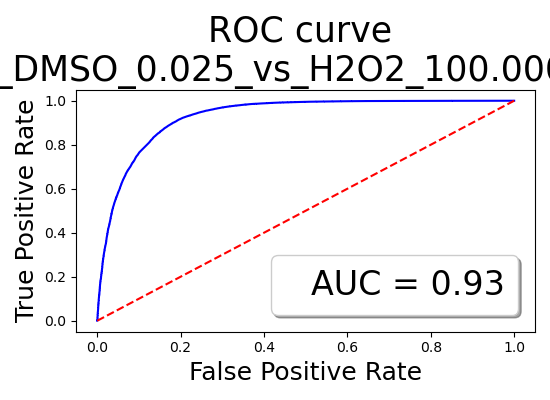 ROC curve
_DMSO_0.025_vs_H2O2_100.000
True Positive Rate
1.0
0.8
0.6
0.4
0.2
0.0
AUC = 0.93
0.0 0.2 0.4 0.6 0.8 1.0
False Positive Rate